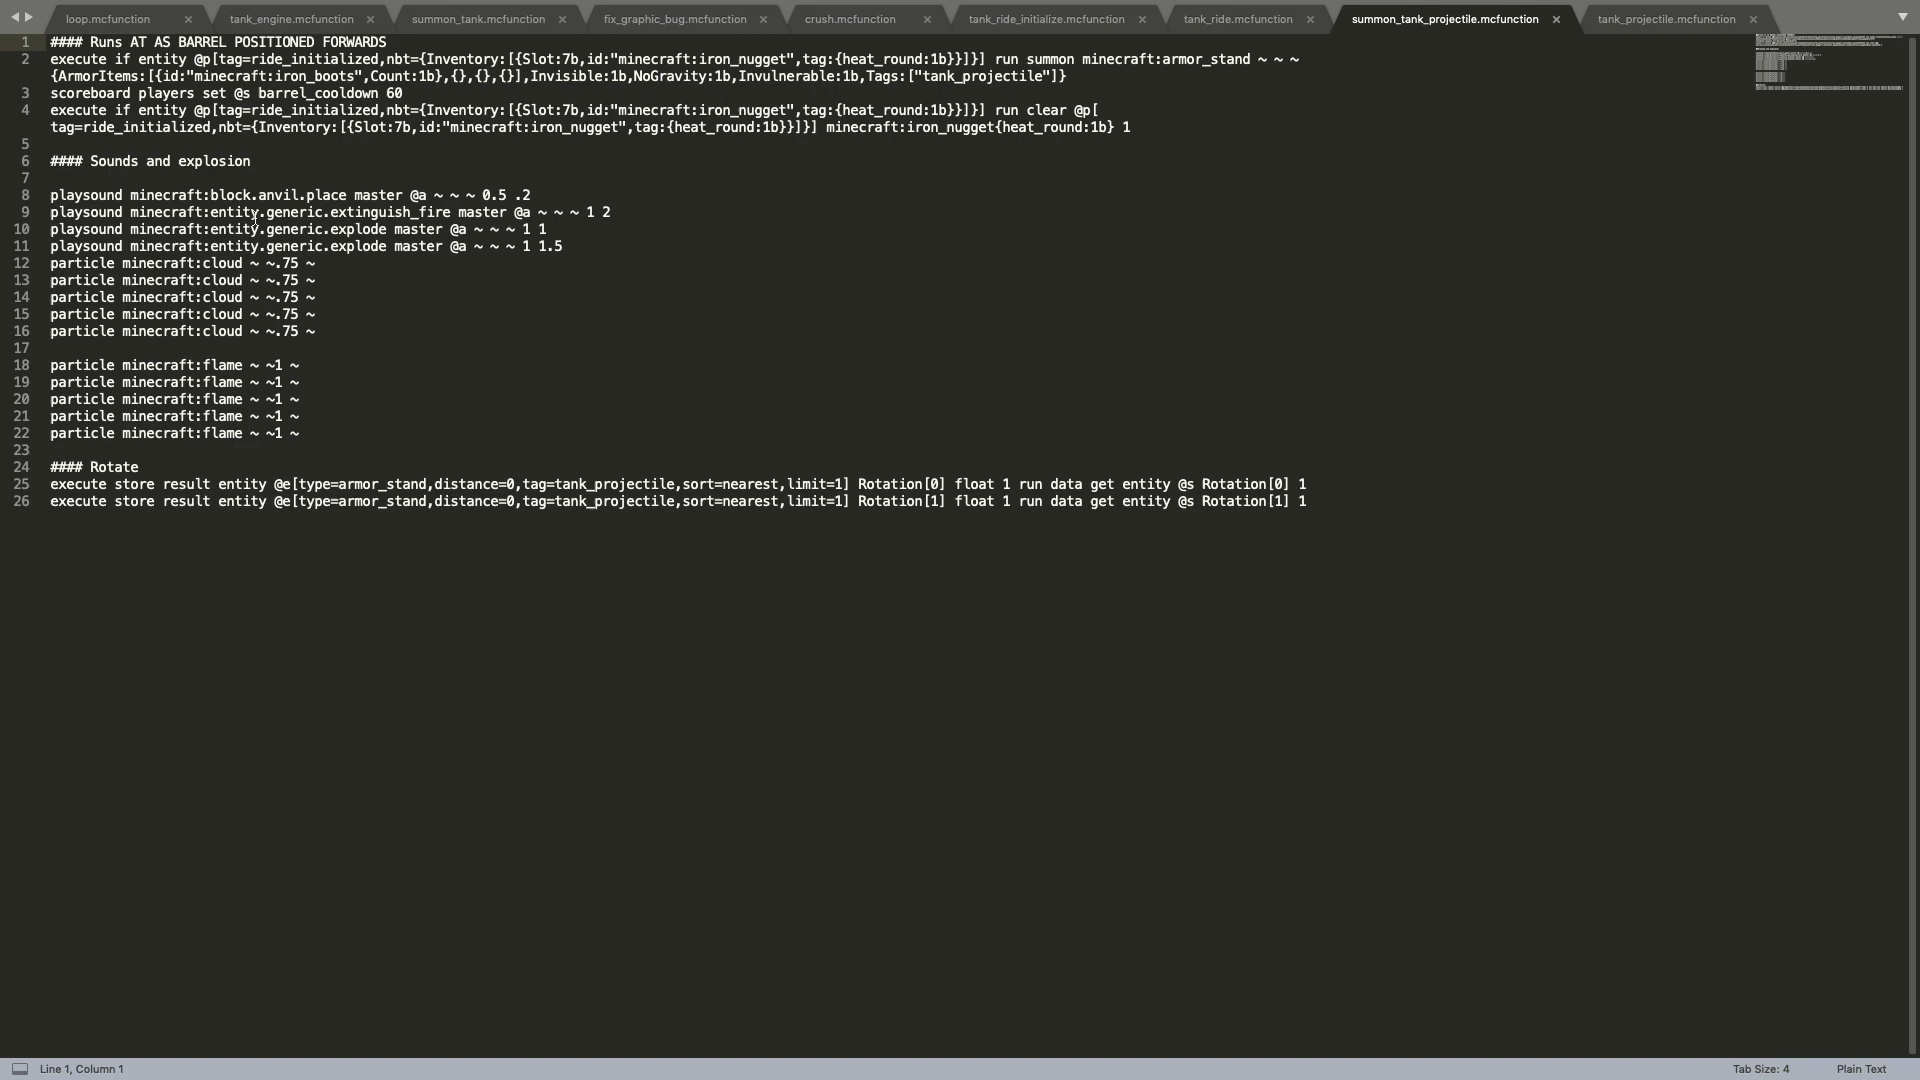 loop.mcfunction × tank_engine.mcfunction × summon_tank.mcfunction × fix_graphic_bug.mcfunction × crush.mcfunction × tank_ride_initialize.mcfunction × tank_ride.mcfunction × summon_tank_projectile.mcfunction × tank_projectile.mcfunction ×
1 #### Runs AT AS BARREL POSITIONED FORWARDS
2 execute if entity @p[tag=ride_initialized,nbt={Inventory:[{Slot:7b,id:"minecraft:iron_nugget",tag:{heat_round:1b}}]}] run summon minecraft:armor_stand ~ ~ ~
{ArmorItems:[{id:"minecraft:iron_boots",Count:1b},{},{},{}],Invisible:1b,NoGravity:1b,Invulnerable:1b,Tags:["tank_projectile"]}
3 scoreboard players set @s barrel_cooldown 60
4 execute if entity @p[tag=ride_initialized,nbt={Inventory:[{Slot:7b,id:"minecraft:iron_nugget",tag:{heat_round:1b}}]}] run clear @p[
tag=ride_initialized,nbt={Inventory:[{Slot:7b,id:"minecraft:iron_nugget",tag:{heat_round:1b}}]}] minecraft:iron_nugget{heat_round:1b} 1
5
6 #### Sounds and explosion
7
8 playsound minecraft:block.anvil.place master @a ~ ~ ~ 0.5 .2
9 playsound minecraft:entity.generic.extinguish_fire master @a ~ ~ ~ 1 2
10 playsound minecraft:entity.generic.explode master @a ~ ~ ~ 1 1
11 playsound minecraft:entity.generic.explode master @a ~ ~ ~ 1 1.5
12 particle minecraft:cloud ~ ~.75 ~
13 particle minecraft:cloud ~ ~.75 ~
14 particle minecraft:cloud ~ ~.75 ~
15 particle minecraft:cloud ~ ~.75 ~
16 particle minecraft:cloud ~ ~.75 ~
17
18 particle minecraft:flame ~ ~1 ~
19 particle minecraft:flame ~ ~1 ~
20 particle minecraft:flame ~ ~1 ~
21 particle minecraft:flame ~ ~1 ~
22 particle minecraft:flame ~ ~1 ~
23
24 #### Rotate
25 execute store result entity @e[type=armor_stand,distance=0,tag=tank_projectile,sort=nearest,limit=1] Rotation[0] float 1 run data get entity @s Rotation[0] 1
26 execute store result entity @e[type=armor_stand,distance=0,tag=tank_projectile,sort=nearest,limit=1] Rotation[1] float 1 run data get entity @s Rotation[1] 1
Line 1, Column 1 Tab Size: 4 Plain Text